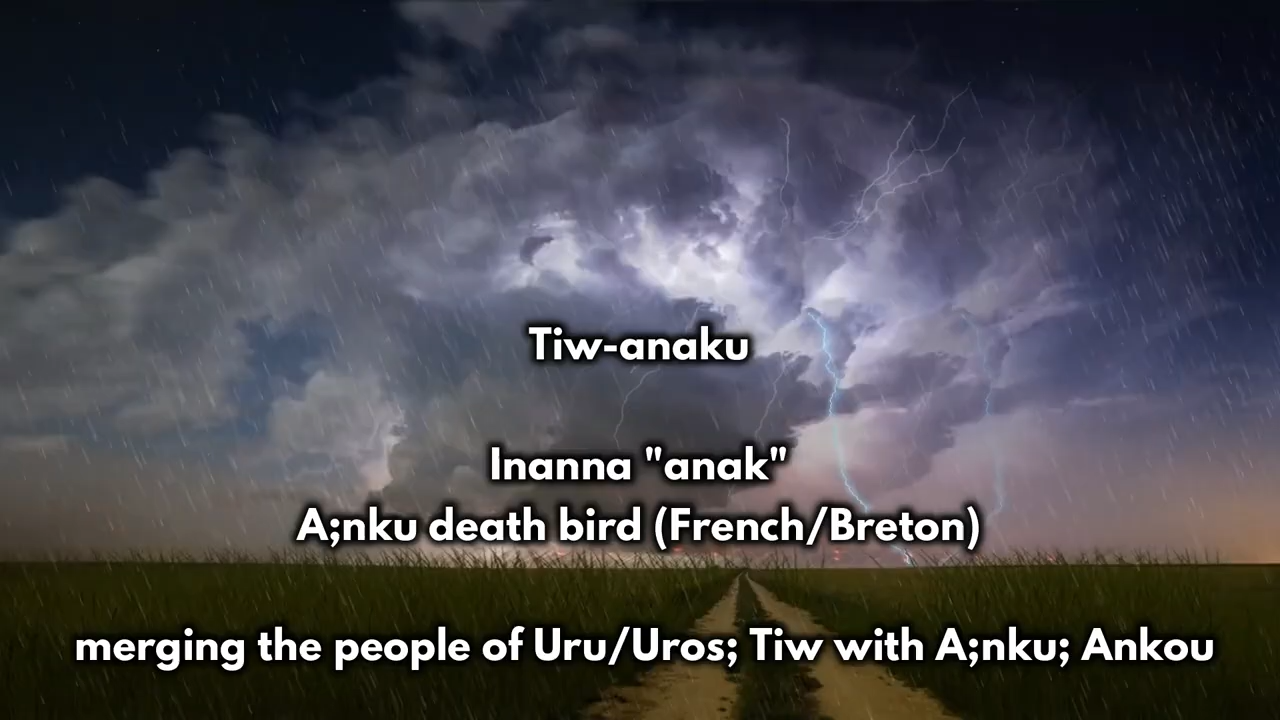 Tiw-anaku
Inanna "anak"
A;nku death bird (French/Breton)
merging the people of Uru/Uros; Tiw with A;nku; Ankou